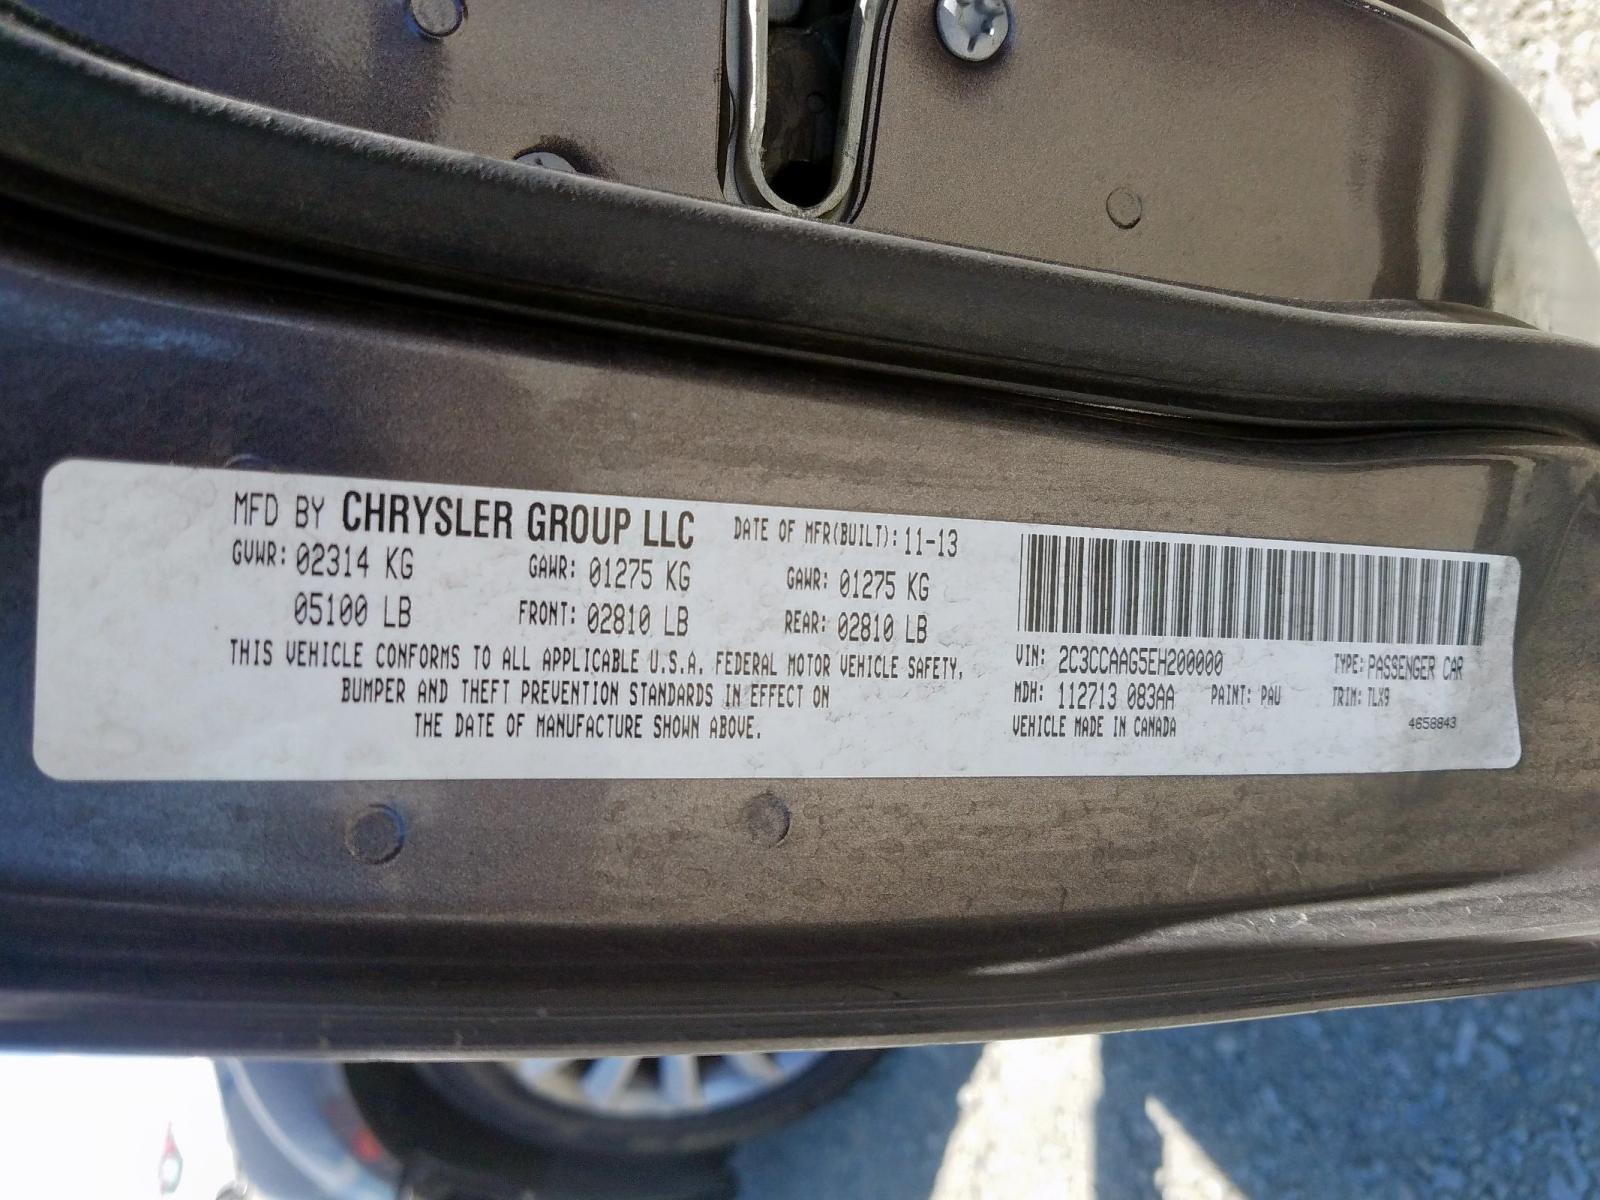 MFD BY CHRYSLER GROUP LLC DATE OF MFR(BUILT): 11-13
GVWR: 02314 KG GAWR: 01275 KG GAWR: 01275 KG
05100 LB FRONT: 02810 LB REAR: 02810 LB
THIS VEHICLE CONFORMS TO ALL APPLICABLE U.S.A. FEDERAL MOTOR VEHICLE SAFETY,
BUMPER AND THEFT PREVENTION STANDARDS IN EFFECT ON
THE DATE OF MANUFACTURE SHOWN ABOVE.
VIN: 2C3CCAAG5EH200000 TYPE: PASSENGER CAR
MDH: 112713 083AA PAINT: PAU TRIM: TLX9
VEHICLE MADE IN CANADA 4658843